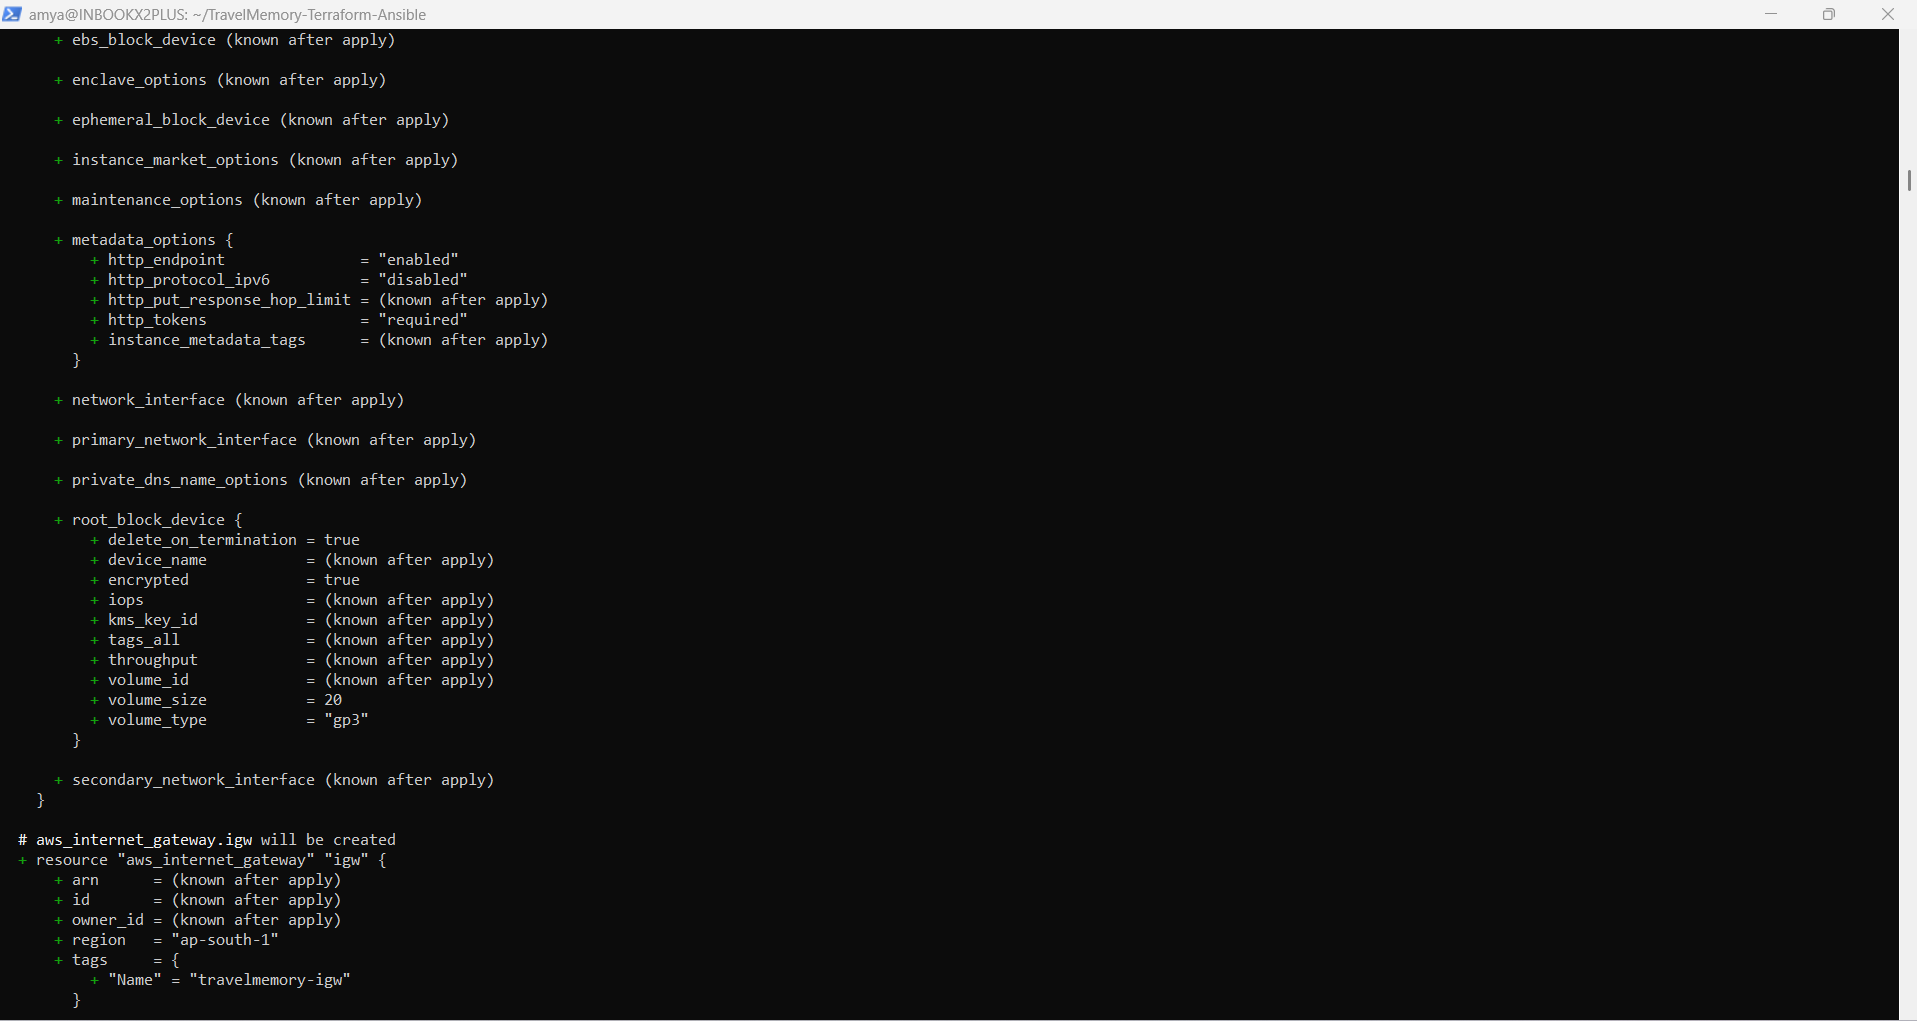 amya@INBOOKX2PLUS: ~/TravelMemory-Terraform-Ansible
+ ebs_block_device (known after apply)
+ enclave_options (known after apply)
+ ephemeral_block_device (known after apply)
+ instance_market_options (known after apply)
+ maintenance_options (known after apply)
+ metadata_options {
+ http_endpoint = "enabled"
+ http_protocol_ipv6 = "disabled"
+ http_put_response_hop_limit = (known after apply)
+ http_tokens = "required"
+ instance_metadata_tags = (known after apply)
}
+ network_interface (known after apply)
+ primary_network_interface (known after apply)
+ private_dns_name_options (known after apply)
+ root_block_device {
+ delete_on_termination = true
+ device_name = (known after apply)
+ encrypted = true
+ iops = (known after apply)
+ kms_key_id = (known after apply)
+ tags_all = (known after apply)
+ throughput = (known after apply)
+ volume_id = (known after apply)
+ volume_size = 20
+ volume_type = "gp3"
}
+ secondary_network_interface (known after apply)
}
# aws_internet_gateway.igw will be created
+ resource "aws_internet_gateway" "igw" {
+ arn = (known after apply)
+ id = (known after apply)
+ owner_id = (known after apply)
+ region = "ap-south-1"
+ tags = {
+ "Name" = "travelmemory-igw"
}